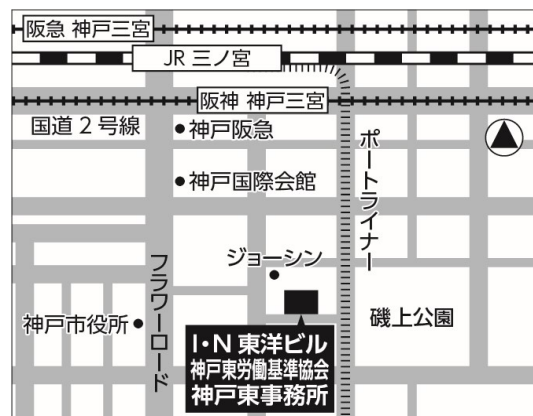 阪急 神戸三宮
JR 三ノ宮
阪神 神戸三宮
国道2号線
神戸阪急
神戸国際会館
ポートライナー
ジョーシン
フラワーロード
神戸市役所
磯上公園
I・N 東洋ビル
神戸東労働基準協会
神戸東事務所